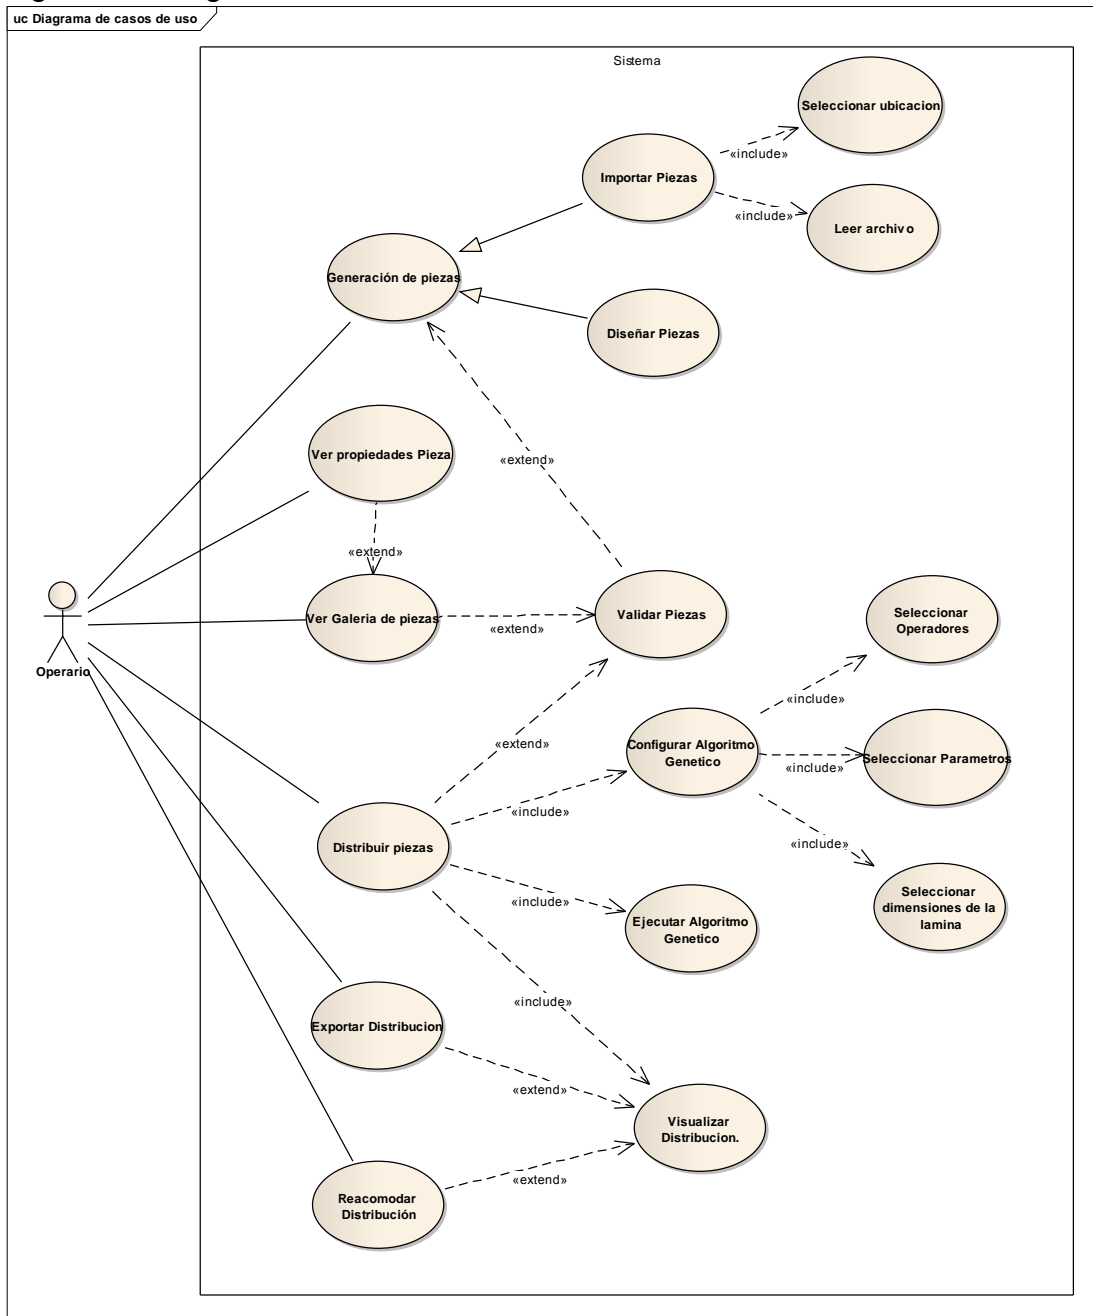 uc Diagrama de casos de uso
Sistema
Seleccionar ubicacion
«include»
Importar Piezas
«include»
Leer archivo
Generación de piezas
Diseñar Piezas
Ver propiedades Pieza
«extend»
«extend»
Ver Galeria de piezas
«extend»
Validar Piezas
Seleccionar
Operadores
Operario
«include»
«extend»
Configurar Algoritmo
Genetico
«include»
Seleccionar Parametros
«include»
«include»
Distribuir piezas
«include»
Ejecutar Algoritmo
Genetico
Seleccionar
dimensiones de la
lamina
«include»
Exportar Distribucion
«extend»
Visualizar
Distribucion.
«extend»
Reacomodar
Distribución